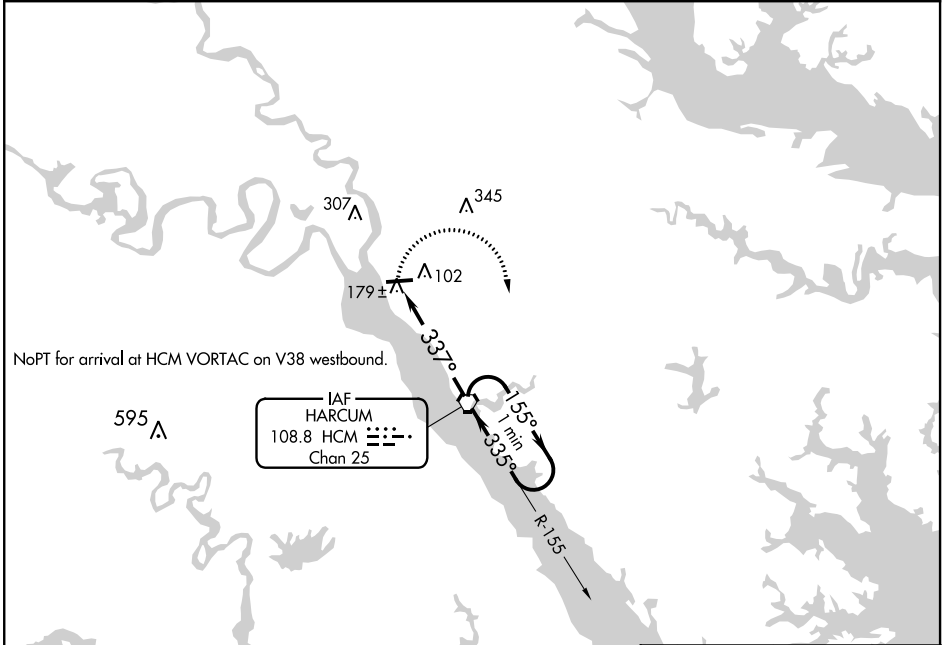 345
307
102
179 ±
337°
NoPT for arrival at HCM VORTAC on V38 westbound.
IAF
HARCUM
108.8 HCM
Chan 25
595
155°
1 min
335°
R-155